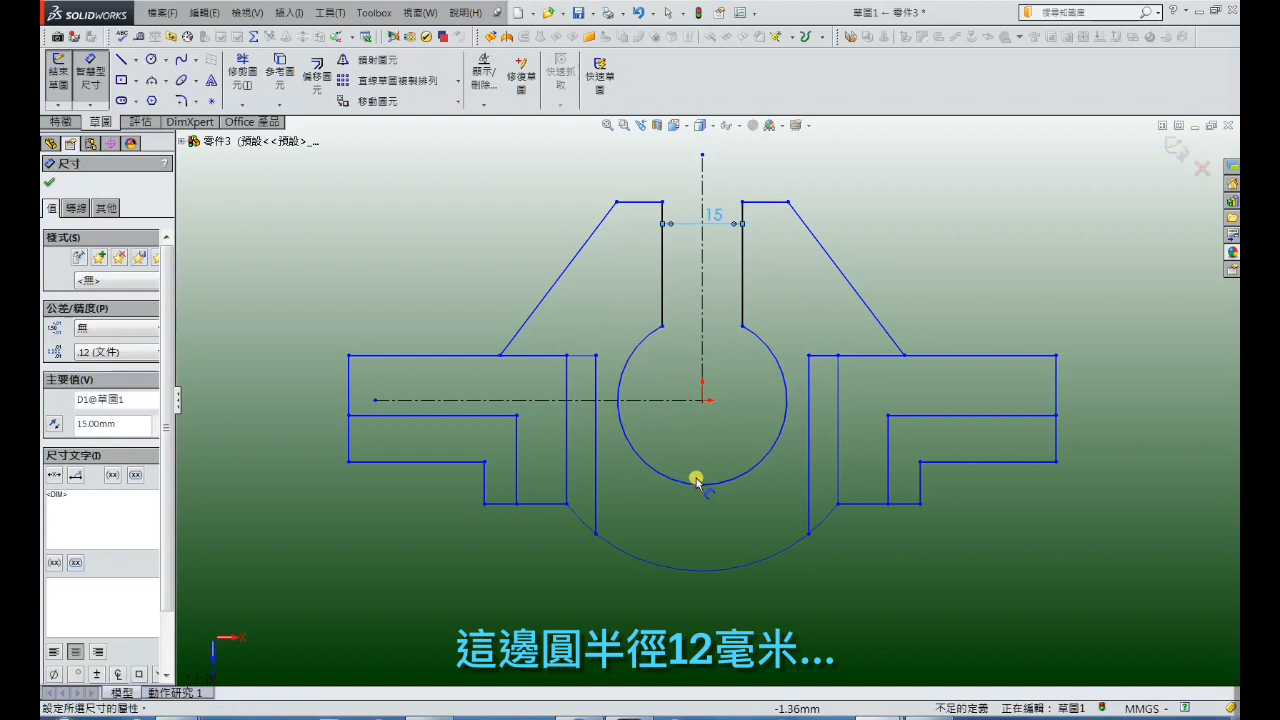 SOLIDWORKS
檔案(F) 編輯(E) 檢視(V) 插入(I) 工具(T) Toolbox 視窗(W) 說明(H)
草圖1 ← 零件3 *
搜尋知識庫
結束草圖
智慧型尺寸
修剪圖元(I)
參考圖元
偏移圖元
鏡射圖元
直線草圖複製排列
移動圖元
顯示/刪除...
修復草圖
快速抓取
快速草圖
特徵 草圖 評估 DimXpert Office 產品
零件3 (預設<<預設>_...
尺寸 ?
值 導線 其他
樣式(S)
<無>
公差/精度(P)
無
.12 (文件)
主要值(V)
D1@草圖1
15.00mm
尺寸文字(I)
<DIM>
15
X
這邊圓半徑12毫米...
模型 動作研究 1
設定所選尺寸的屬性。
-1.36mm
不足的定義 正在編輯: 草圖1
MMGS